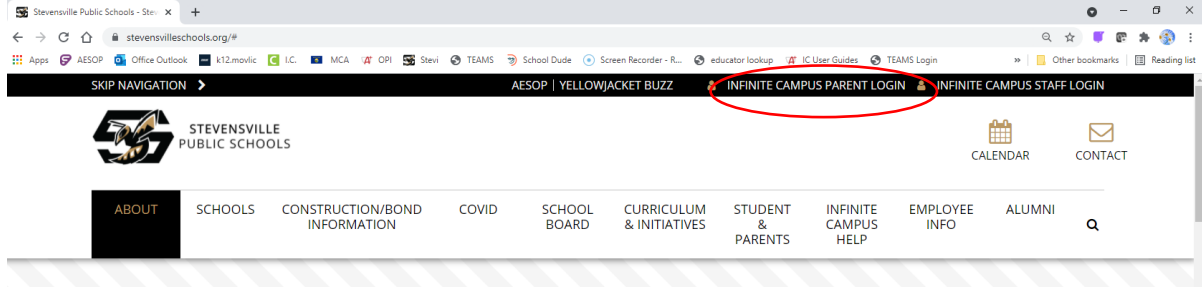 Stevensville Public Schools - Stev
stevensvilleschools.org/#
Apps AESOP Office Outlook k12.movlic I.C. MCA OPI Stevi TEAMS School Dude Screen Recorder - R... educator lookup IC User Guides TEAMS Login » Other bookmarks Reading list
SKIP NAVIGATION AESOP | YELLOWJACKET BUZZ INFINITE CAMPUS PARENT LOGIN INFINITE CAMPUS STAFF LOGIN
STEVENSVILLE
PUBLIC SCHOOLS
CALENDAR CONTACT
ABOUT
SCHOOLS
CONSTRUCTION/BOND
INFORMATION
COVID
SCHOOL
BOARD
CURRICULUM
& INITIATIVES
STUDENT
&
PARENTS
INFINITE
CAMPUS
HELP
EMPLOYEE
INFO
ALUMNI